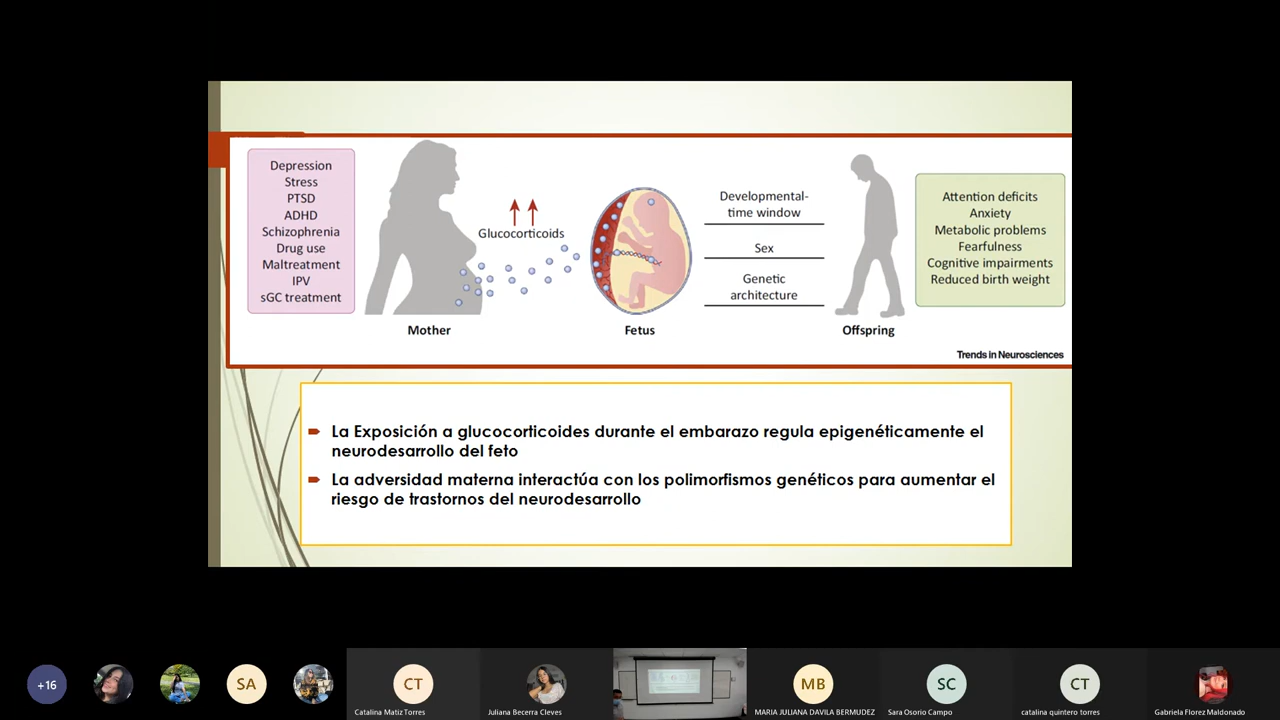 Depression
Stress
PTSD
ADHD
Schizophrenia
Drug use
Maltreatment
IPV
sGC treatment
Mother
Glucocorticoids
Fetus
Developmental-
time window
Sex
Genetic
architecture
Offspring
Attention deficits
Anxiety
Metabolic problems
Fearfulness
Cognitive impairments
Reduced birth weight
Trends in Neurosciences
La Exposición a glucocorticoides durante el embarazo regula epigenéticamente el
neurodesarrollo del feto
La adversidad materna interactúa con los polimorfismos genéticos para aumentar el
riesgo de trastornos del neurodesarrollo
+16
SA
CT
Catalina Matiz Torres
Juliana Becerra Cleves
MB
MARIA JULIANA DAVILA BERMUDEZ
SC
Sara Osorio Campo
CT
catalina quintero torres
Gabriela Florez Maldonado